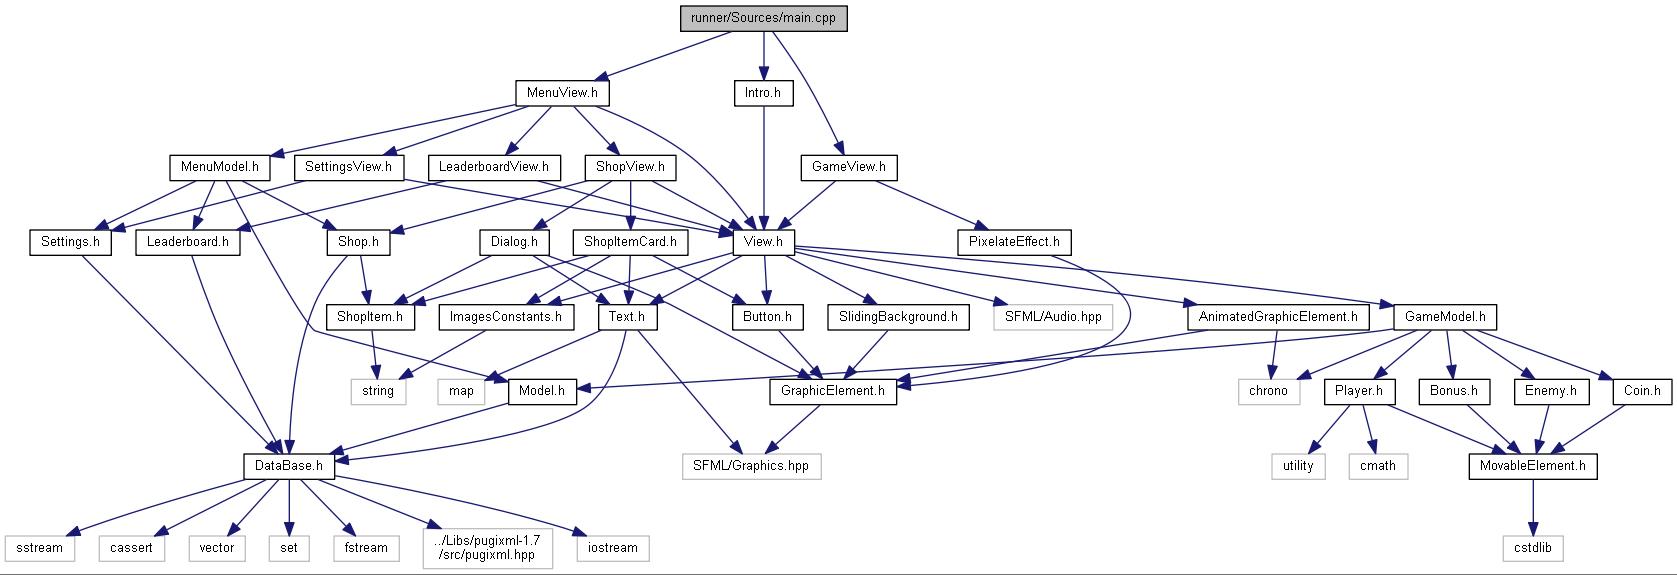 runner/Sources/main.cpp
MenuView.h
Intro.h
MenuModel.h
SettingsView.h
LeaderboardView.h
ShopView.h
GameView.h
Settings.h
Leaderboard.h
Shop.h
Dialog.h
ShopItemCard.h
View.h
PixelateEffect.h
ShopItem.h
ImagesConstants.h
Text.h
Button.h
SlidingBackground.h
SFML/Audio.hpp
AnimatedGraphicElement.h
GameModel.h
string
map
Model.h
GraphicElement.h
chrono
Player.h
Bonus.h
Enemy.h
Coin.h
DataBase.h
SFML/Graphics.hpp
utility
cmath
MovableElement.h
sstream
cassert
vector
set
fstream
../Libs/pugixml-1.7
/src/pugixml.hpp
iostream
cstdlib